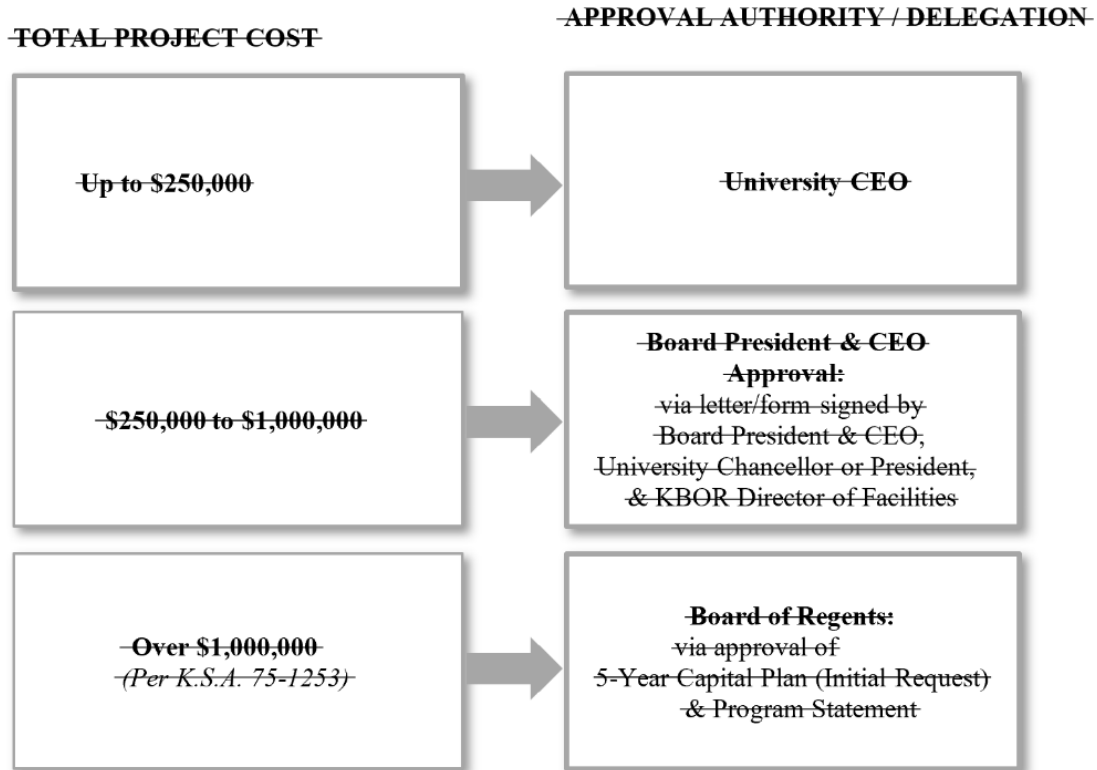 TOTAL PROJECT COST
APPROVAL AUTHORITY / DELEGATION
Up to $250,000
University CEO
$250,000 to $1,000,000
Board President & CEO
Approval:
via letter/form signed by
Board President & CEO,
University Chancellor or President,
& KBOR Director of Facilities
Over $1,000,000
(Per K.S.A. 75-1253)
Board of Regents:
via approval of
5-Year Capital Plan (Initial Request)
& Program Statement